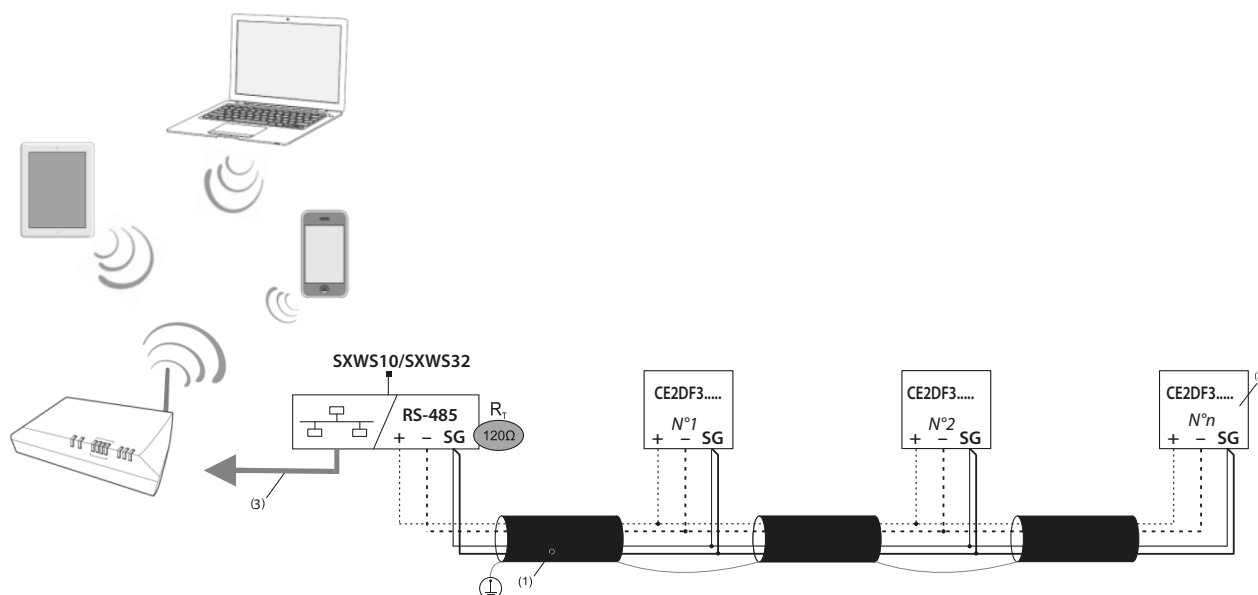 SXWS10/SXWS32
RS-485
+ − SG
R_T
120Ω
(3)
(1)
CE2DF3.....
N°1
+ − SG
CE2DF3.....
N°2
+ − SG
CE2DF3.....
N°n
+ − SG